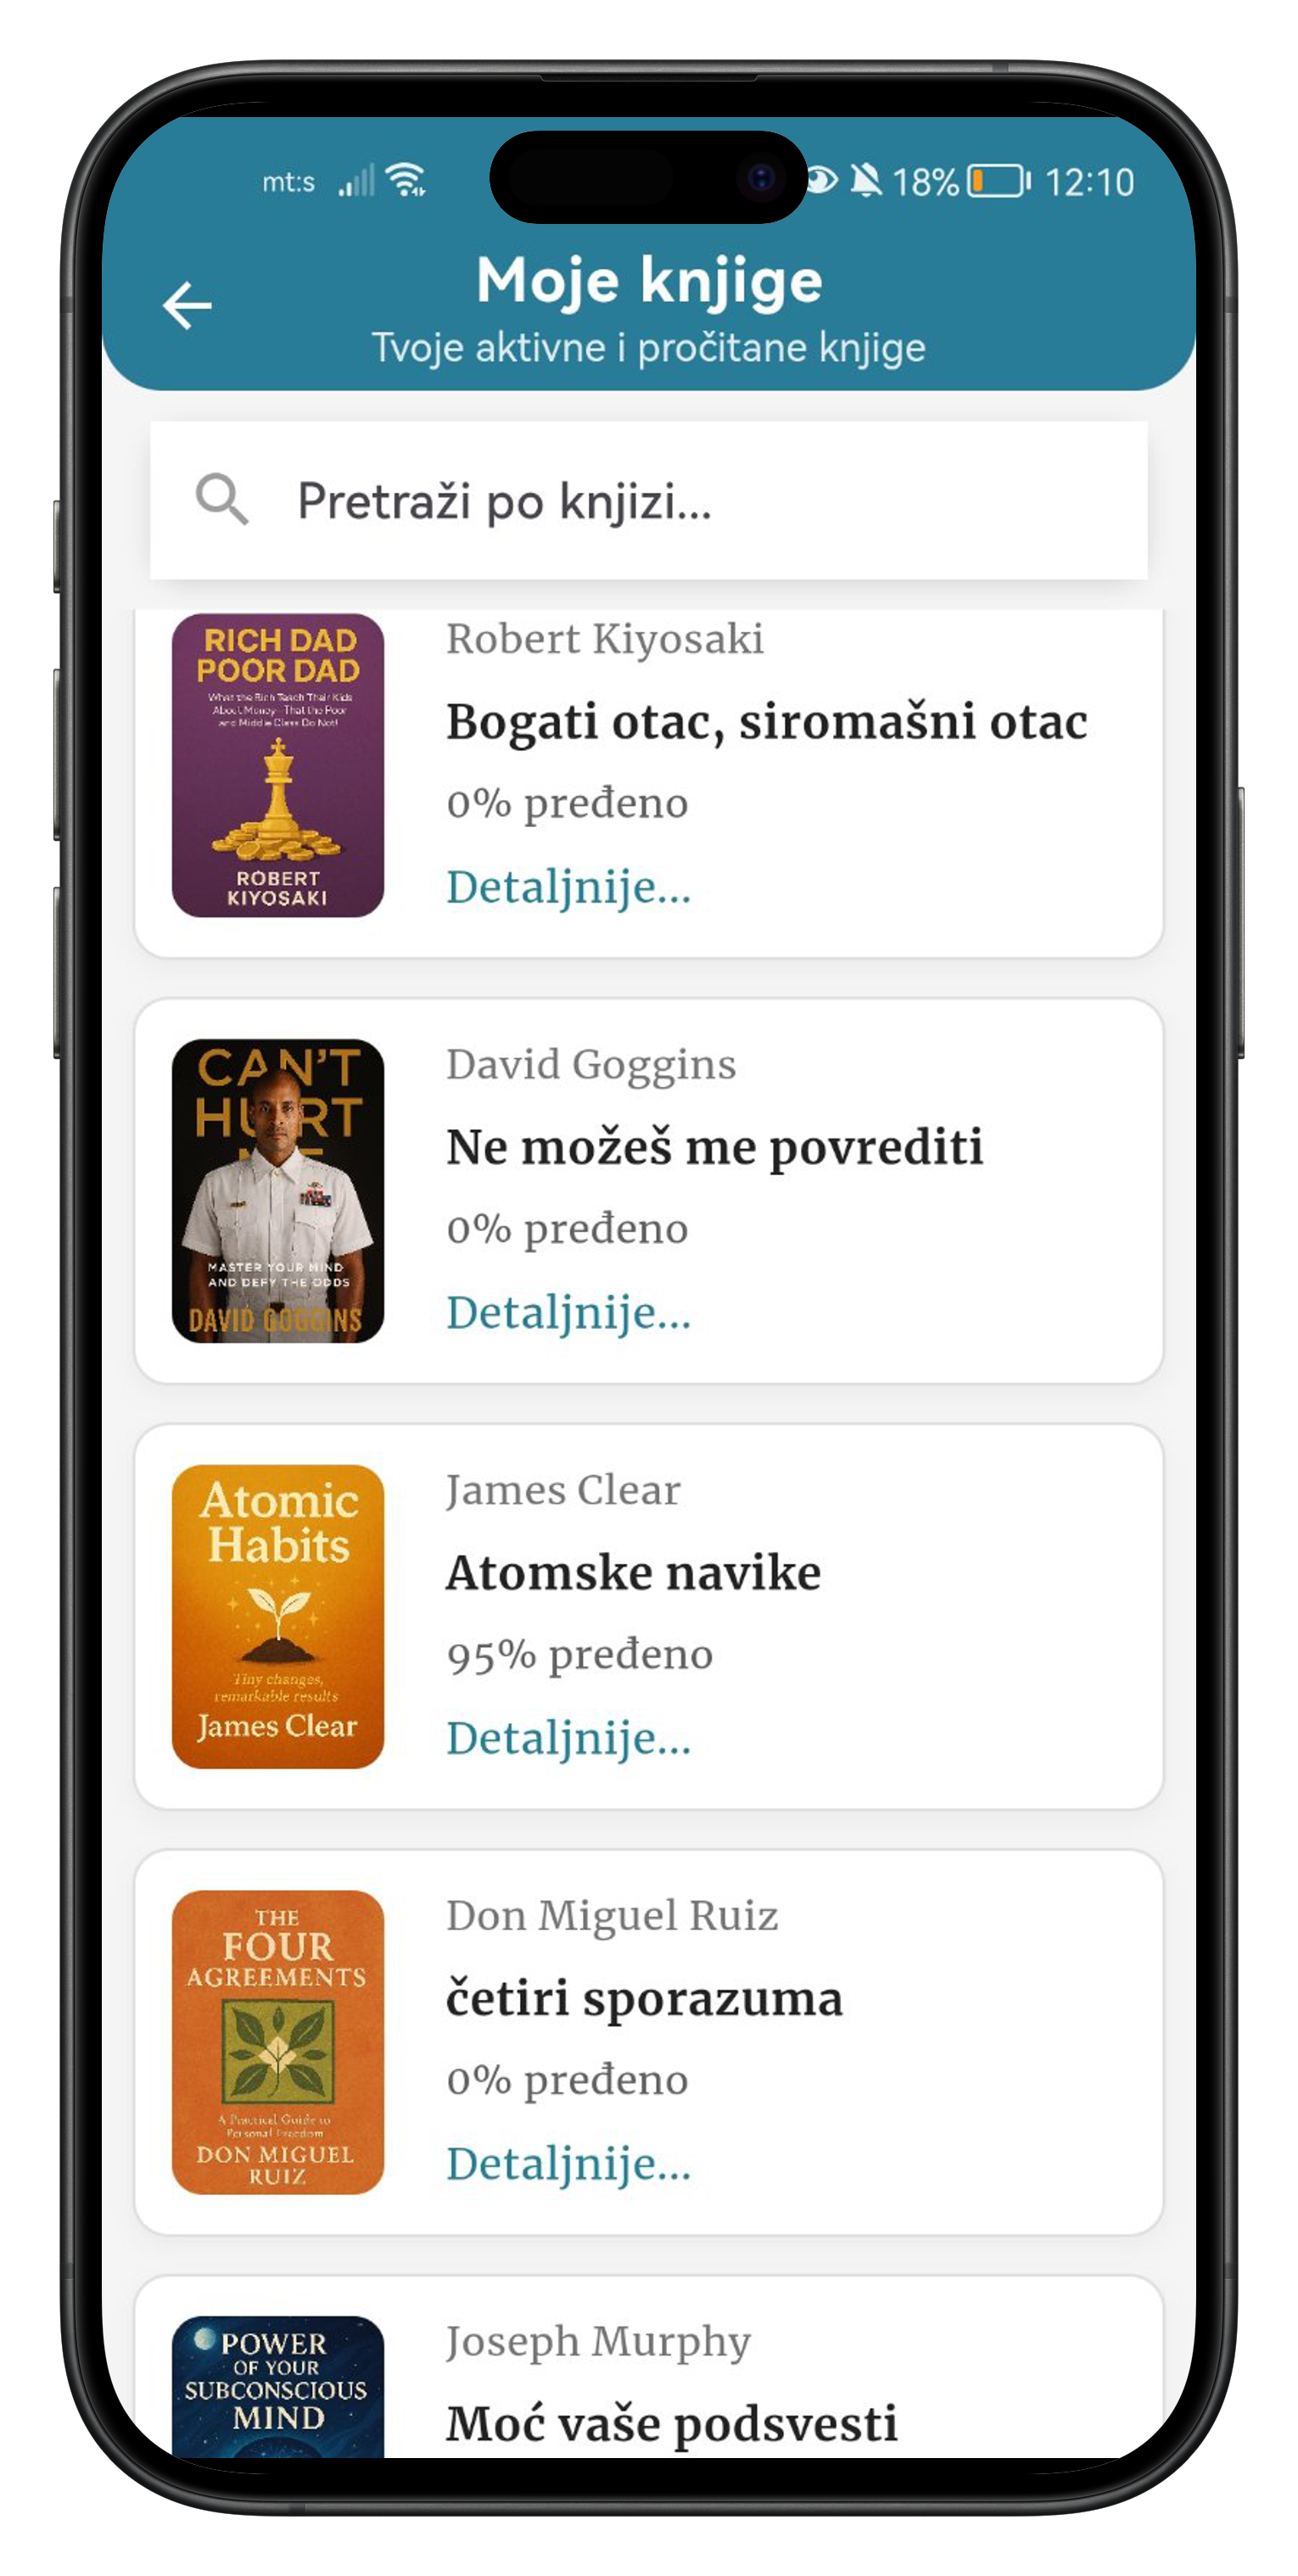 mt:s 18% 12:10
Moje knjige
Tvoje aktivne i pročitane knjige
Pretraži po knjizi...
RICH DAD
POOR DAD
What the Rich Teach Their Kids
About Money - That the Poor
and Middle Class Do Not!
ROBERT
KIYOSAKI
Robert Kiyosaki
Bogati otac, siromašni otac
0% pređeno
Detaljnije...
CAN'T
HURT
MASTER YOUR MIND
AND DEFY THE ODDS
DAVID GOGGINS
David Goggins
Ne možeš me povrediti
0% pređeno
Detaljnije...
Atomic
Habits
Tiny changes,
remarkable results
James Clear
James Clear
Atomske navike
95% pređeno
Detaljnije...
THE
FOUR
AGREEMENTS
A Practical Guide to
Personal Freedom
DON MIGUEL
RUIZ
Don Miguel Ruiz
četiri sporazuma
0% pređeno
Detaljnije...
POWER
OF YOUR
SUBCONSCIOUS
MIND
Joseph Murphy
Moć vaše podsvesti